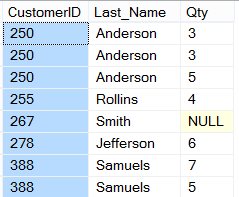 CustomerID Last_Name Qty
250 Anderson 3
250 Anderson 3
250 Anderson 5
255 Rollins 4
267 Smith NULL
278 Jefferson 6
388 Samuels 7
388 Samuels 5